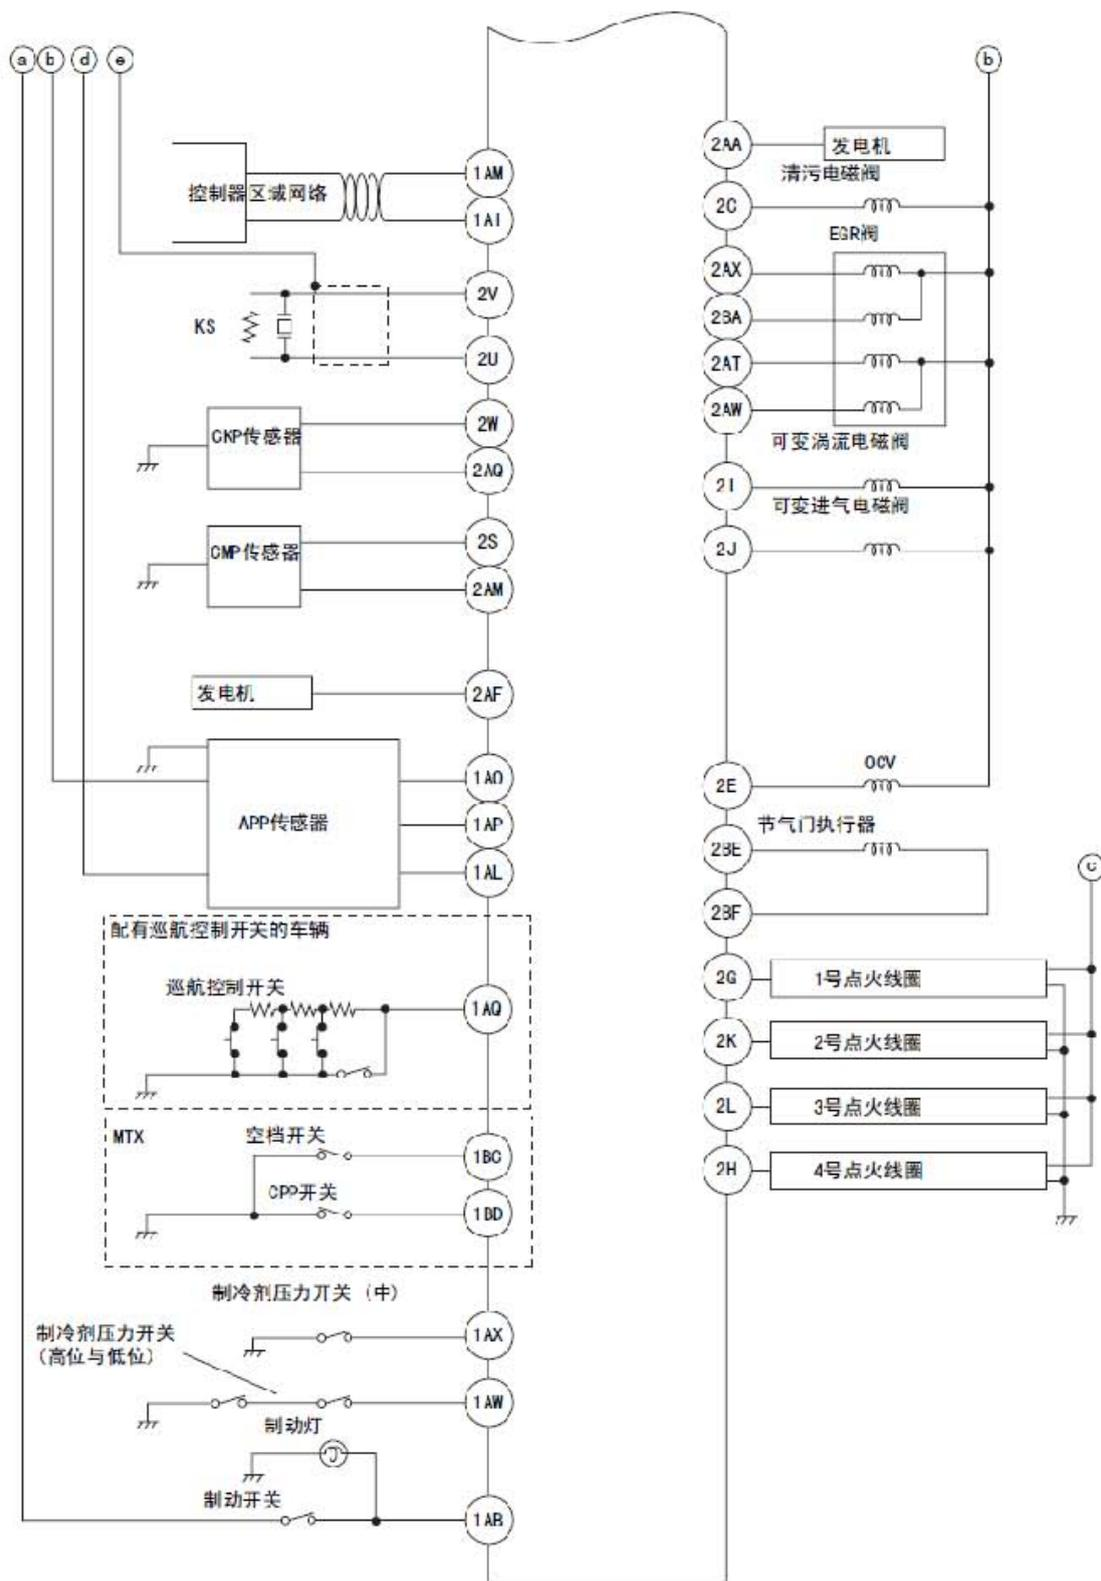 a
b
d
e
b
2AA
发电机
清污电磁阀
控制器区域网络
1AM
1AI
2C
EGR阀
2AX
2BA
2AT
2AW
KS
2V
2U
CKP传感器
2W
2AQ
可变涡流电磁阀
2I
可变进气电磁阀
2J
CMP传感器
2S
2AM
发电机
2AF
APP传感器
1AO
1AP
1AL
OCV
2E
节气门执行器
2BE
2BF
c
配有巡航控制开关的车辆
巡航控制开关
1AQ
2G
1号点火线圈
2K
2号点火线圈
2L
3号点火线圈
2H
4号点火线圈
MTX
空档开关
1BC
CPP开关
1BD
制冷剂压力开关（中）
1AX
制冷剂压力开关
（高位与低位）
1AW
制动灯
制动开关
1AB